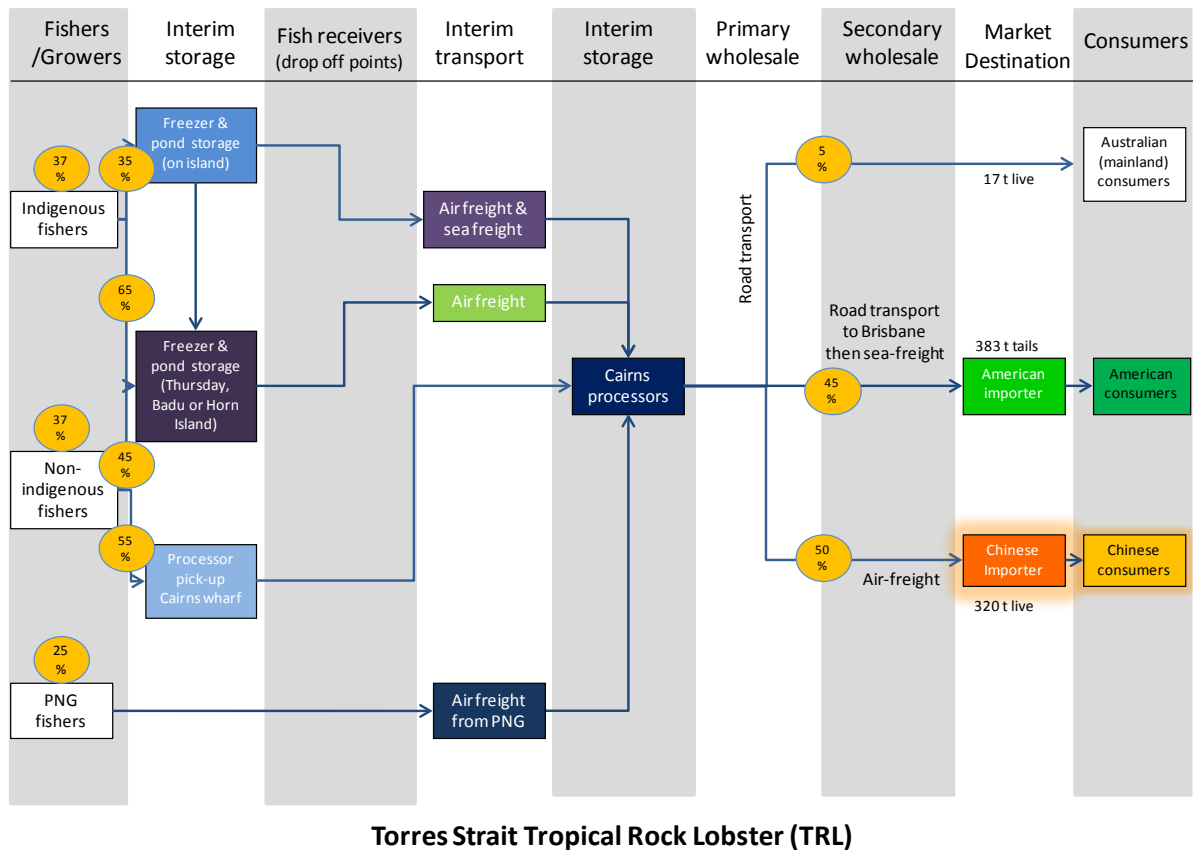 Fishers
/Growers
Interim
storage
Fish receivers
(drop off points)
Interim
transport
Interim
storage
Primary
wholesale
Secondary
wholesale
Market
Destination
Consumers
Freezer &
pond storage
(on island)
37
%
35
%
5
%
Australian
(mainland)
consumers
17 t live
Indigenous
fishers
Air freight &
sea freight
Road transport
65
%
Air freight
Road transport
to Brisbane
then sea-freight
383 t tails
Freezer &
pond storage
(Thursday,
Badu or Horn
Island)
Cairns
processors
45
%
American
importer
American
consumers
37
%
45
%
Non-
indigenous
fishers
55
%
Processor
pick-up
Cairns wharf
50
%
Air-freight
Chinese
Importer
Chinese
consumers
320 t live
25
%
PNG
fishers
Air freight
from PNG
Torres Strait Tropical Rock Lobster (TRL)